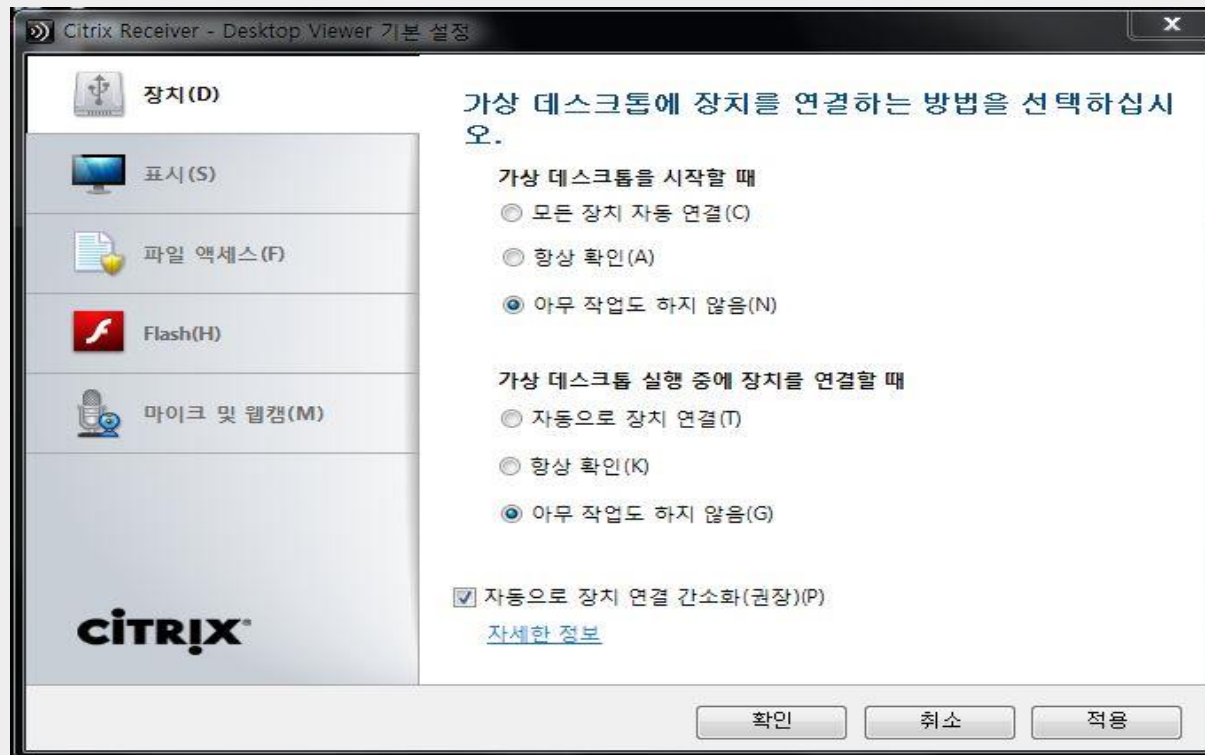 Citrix Receiver - Desktop Viewer 기본 설정
장치(D)
표시(S)
파일 액세스(F)
Flash(H)
마이크 및 웹캠(M)
CITRIX
가상 데스크톱에 장치를 연결하는 방법을 선택하십시
오.
가상 데스크톱을 시작할 때
모든 장치 자동 연결(C)
항상 확인(A)
아무 작업도 하지 않음(N)
가상 데스크톱 실행 중에 장치를 연결할 때
자동으로 장치 연결(T)
항상 확인(K)
아무 작업도 하지 않음(G)
자동으로 장치 연결 간소화(권장)(P)
자세한 정보
확인
취소
적용